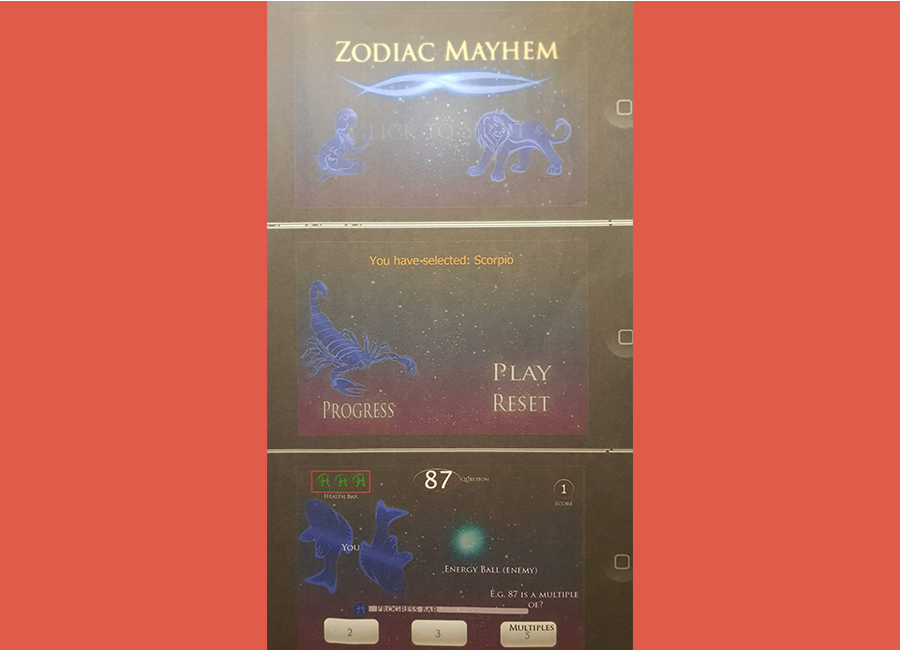 ZODIAC MAYHEM
CLICK TO
You have selected: Scorpio
PLAY
PROGRESS
RESET
87 QUESTION
1
HEALTH BAR
SCORE
YOU
ENERGY BALL (ENEMY)
E.G. 87 IS A MULTIPLE
OF?
PROGRESS BAR
MULTIPLES
2
3
5